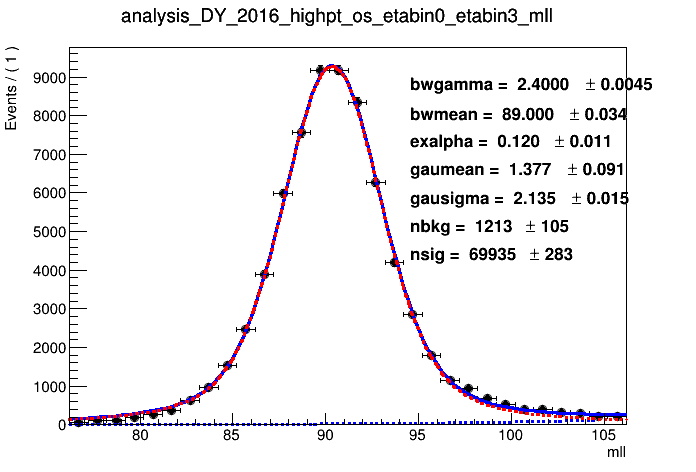 analysis_DY_2016_highpt_os_etabin0_etabin3_mll
Events / ( 1 )
9000
8000
7000
6000
5000
4000
3000
2000
1000
0
bwgamma = 2.4000 ± 0.0045
bwmean = 89.000 ± 0.034
exalpha = 0.120 ± 0.011
gaumean = 1.377 ± 0.091
gausigma = 2.135 ± 0.015
nbkg = 1213 ± 105
nsig = 69935 ± 283
80 85 90 95 100 105
mll